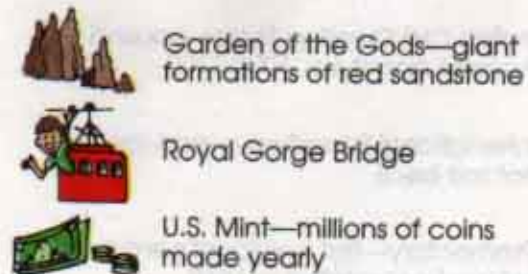 Garden of the Gods—giant
formations of red sandstone
Royal Gorge Bridge
U.S. Mint—millions of coins
made yearly